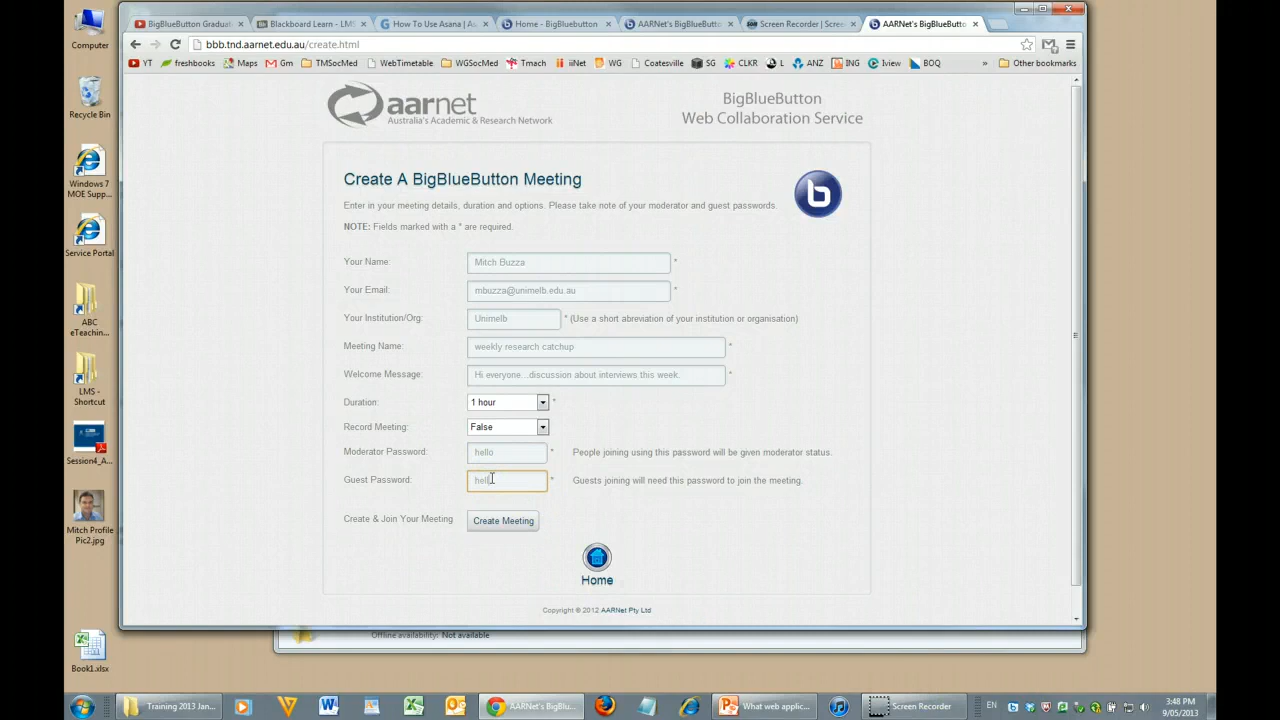 BigBlueButton Graduat
Blackboard Learn - LMS
How To Use Asana | As
Home - Bigbluebutton
AARNet's BigBlueButto
Screen Recorder | Scree
AARNet's BigBlueButto
bbb.tnd.aarnet.edu.au/create.html
YT
freshbooks
Maps
Gm
TMSocMed
WebTimetable
WGSocMed
Tmach
iiNet
WG
Coatesville
SG
CLKR
L
ANZ
ING
Iview
BOQ
»
Other bookmarks
aarnet
Australia's Academic & Research Network
BigBlueButton
Web Collaboration Service
Create A BigBlueButton Meeting
Enter in your meeting details, duration and options. Please take note of your moderator and guest passwords.
NOTE: Fields marked with a * are required.
Your Name: Mitch Buzza *
Your Email: mbuzza@unimelb.edu.au *
Your Institution/Org: Unimelb * (Use a short abreviation of your institution or organisation)
Meeting Name: weekly research catchup *
Welcome Message: Hi everyone...discussion about interviews this week. *
Duration: 1 hour *
Record Meeting: False
Moderator Password: hello * People joining using this password will be given moderator status.
Guest Password: hell * Guests joining will need this password to join the meeting.
Create & Join Your Meeting Create Meeting
Home
Copyright © 2012 AARNet Pty Ltd
Offline availability: Not available
Computer
Recycle Bin
Windows 7
MOE Supp...
Service Portal
ABC
eTeachin...
LMS -
Shortcut
Session4_A...
Mitch Profile
Pic2.jpg
Book1.xlsx
Training 2013 Jan...
AARNet's BigBlu...
What web applic...
Screen Recorder
EN
3:48 PM
9/05/2013